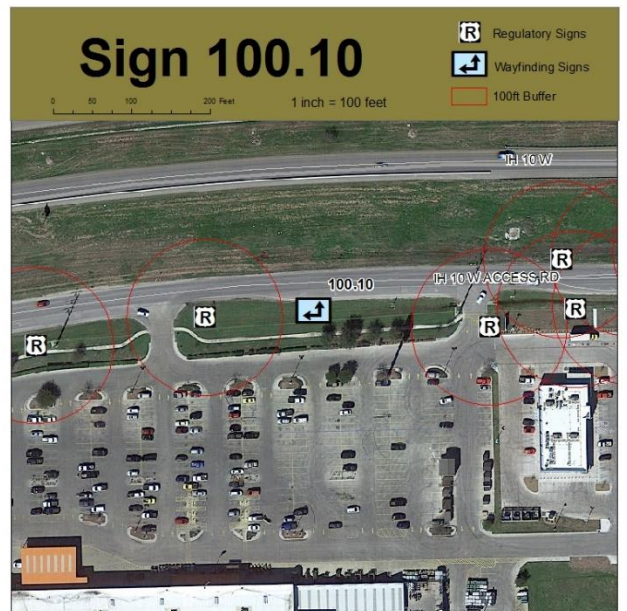 Sign 100.10
R Regulatory Signs
Wayfinding Signs
100ft Buffer
0 50 100 200 Feet
1 inch = 100 feet
IH 10 W
IH 10 W ACCESS RD
100.10
R
R
R
R
R